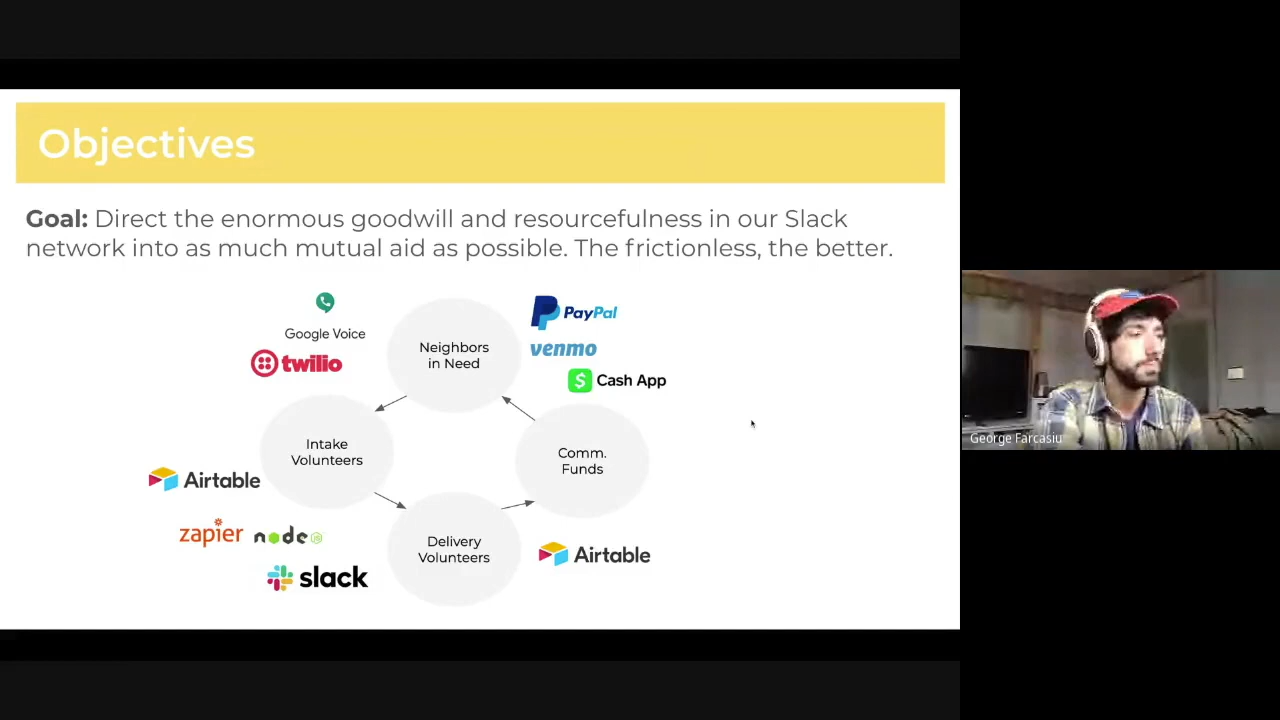 Objectives
Goal: Direct the enormous goodwill and resourcefulness in our Slack
network into as much mutual aid as possible. The frictionless, the better.
Google Voice
twilio
Neighbors
in Need
PayPal
venmo
$ Cash App
Intake
Volunteers
Comm.
Funds
Airtable
zapier
node JS
slack
Delivery
Volunteers
Airtable
George Farcasiu